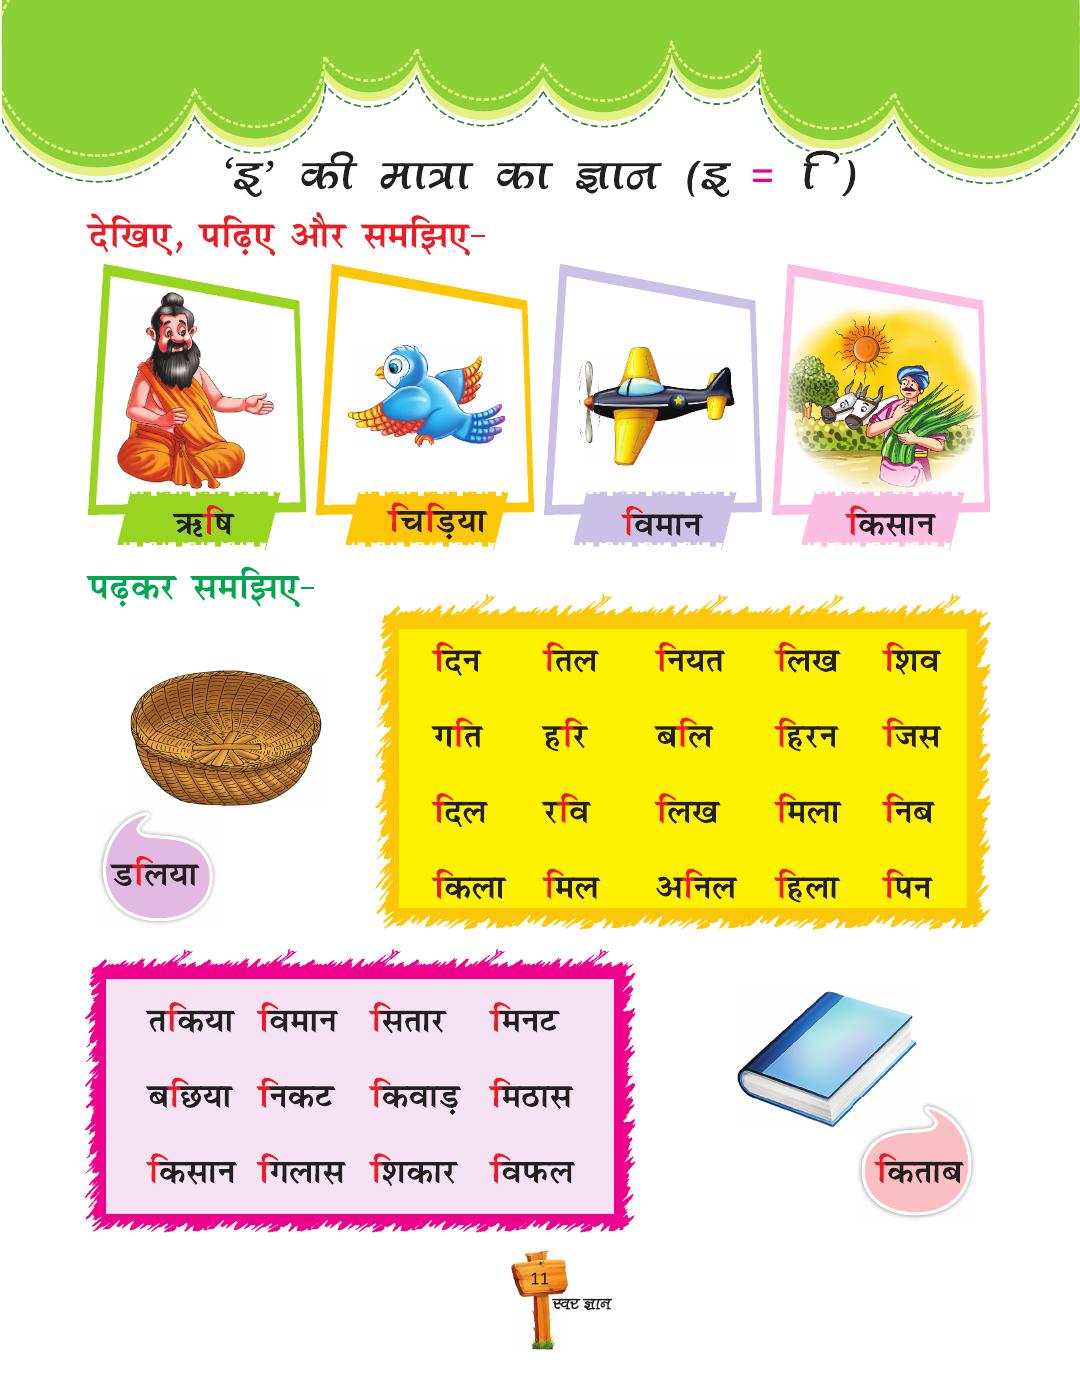 ‘इ’ की मात्रा का ज्ञान (इ = ि)
देखिए, पढ़िए और समझिए-
ऋषि चिड़िया विमान किसान
पढ़कर समझिए-
दिन तिल नियत लिख शिव
गति हरि बलि हिरन जिस
दिल रवि लिख मिला निब
किला मिल अनिल हिला पिन
डलिया
तकिया विमान सितार मिनट
बछिया निकट किवाड़ मिठास
किसान गिलास शिकार विफल
किताब
11
स्वर ज्ञान